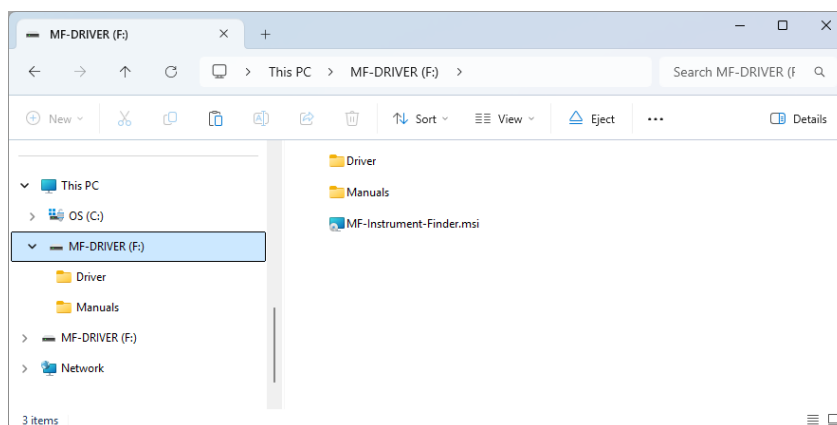 MF-DRIVER (F:)
This PC > MF-DRIVER (F:) >
Search MF-DRIVER (F
New
Sort
View
Eject
Details
This PC
OS (C:)
MF-DRIVER (F:)
Driver
Manuals
MF-DRIVER (F:)
Network
Driver
Manuals
MF-Instrument-Finder.msi
3 items